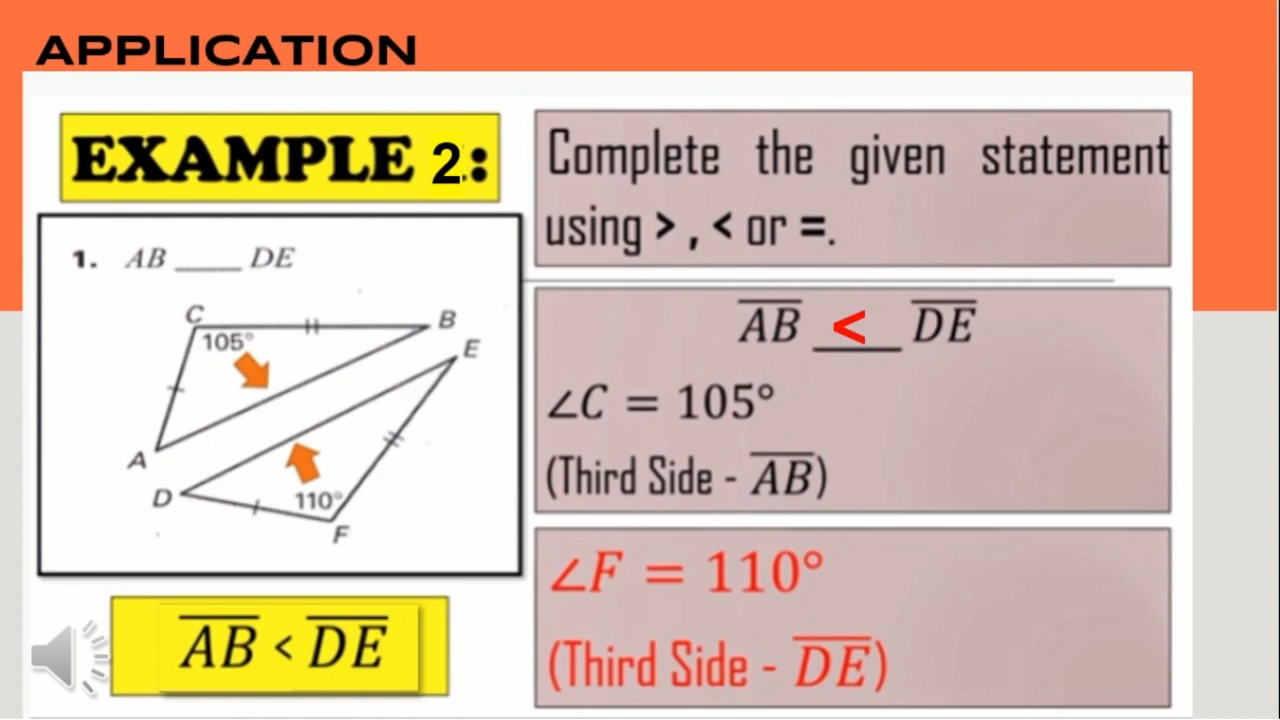 APPLICATION
EXAMPLE 2:
Complete the given statement
using > , < or =.
1. AB ____ DE
C
B
105°
E
A
D
110°
F
AB < DE
∠C = 105°
(Third Side - AB)
∠F = 110°
(Third Side - DE)
AB < DE